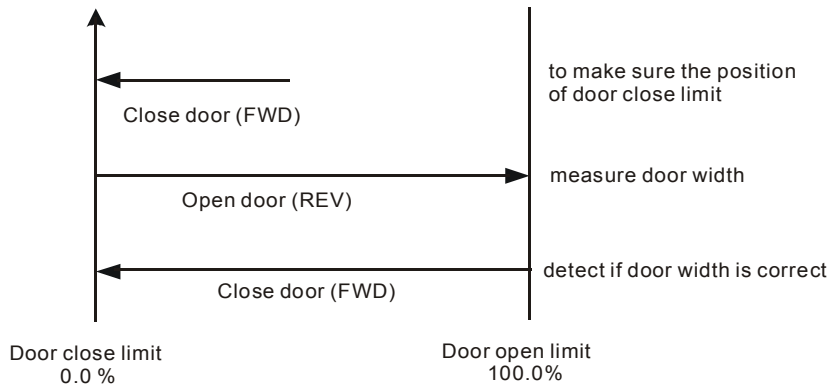 to make sure the position
of door close limit
Close door (FWD)
measure door width
Open door (REV)
detect if door width is correct
Close door (FWD)
Door close limit
0.0 %
Door open limit
100.0%